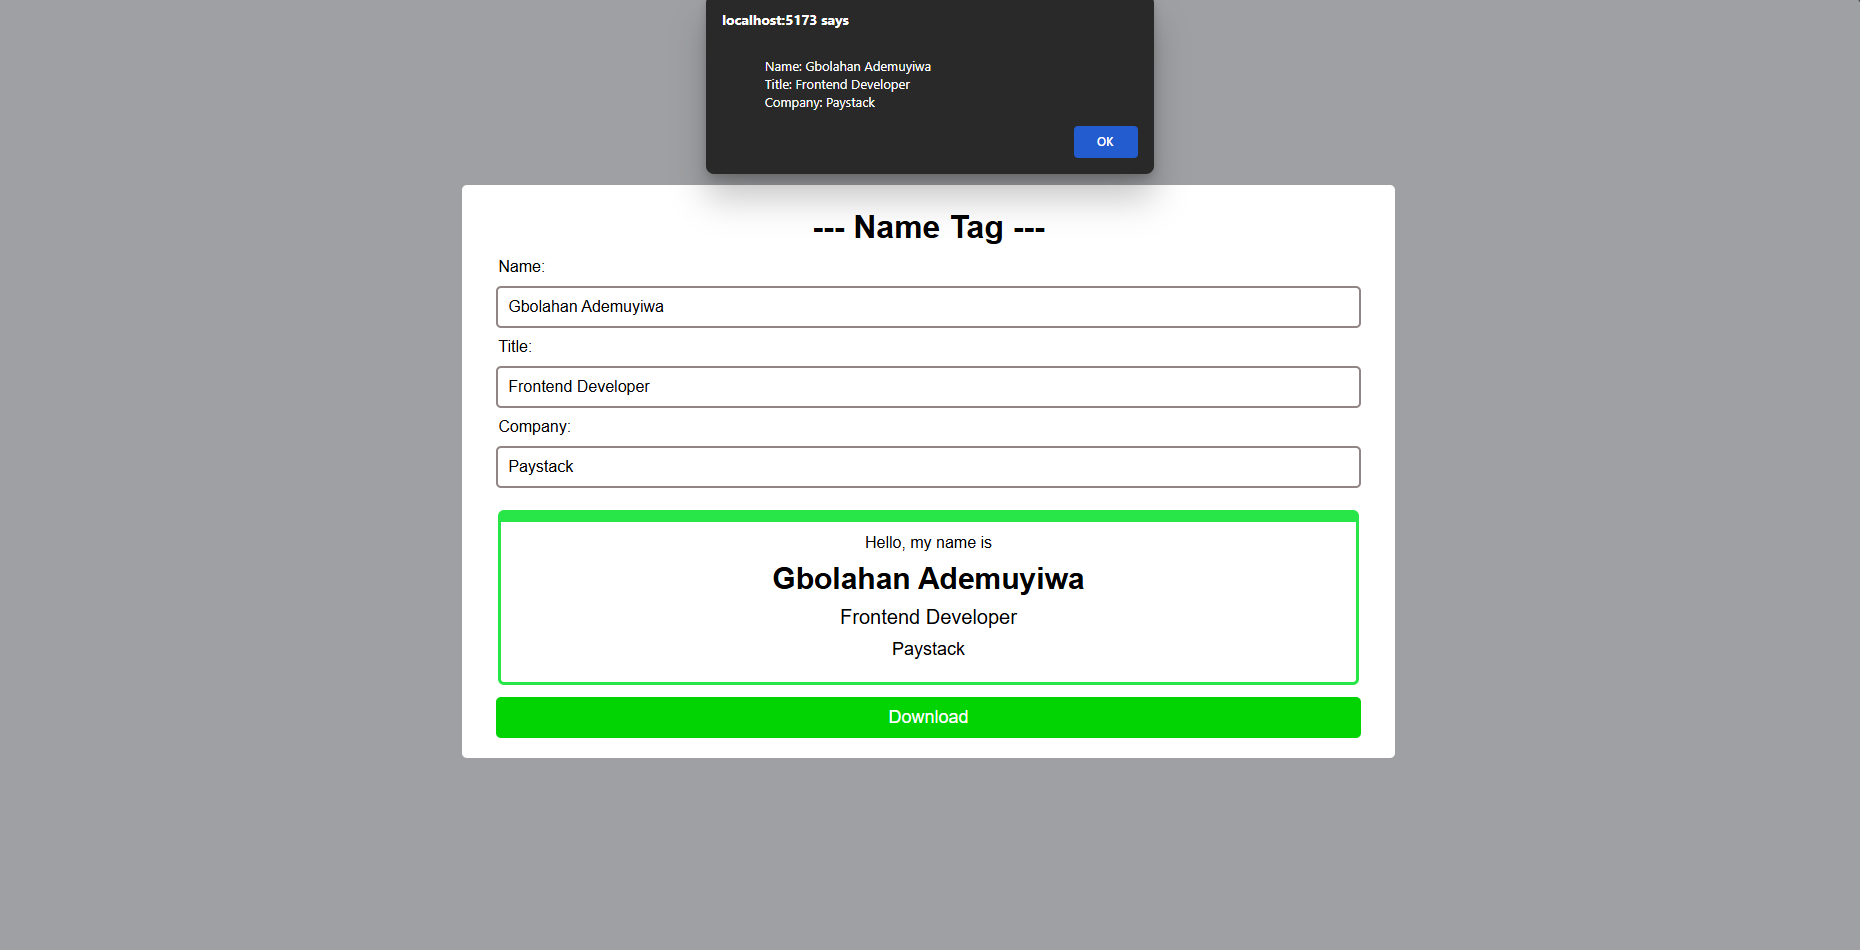 localhost:5173 says
Name: Gbolahan Ademuyiwa
Title: Frontend Developer
Company: Paystack
OK
--- Name Tag ---
Name:
Gbolahan Ademuyiwa
Title:
Frontend Developer
Company:
Paystack
Hello, my name is
Gbolahan Ademuyiwa
Frontend Developer
Paystack
Download